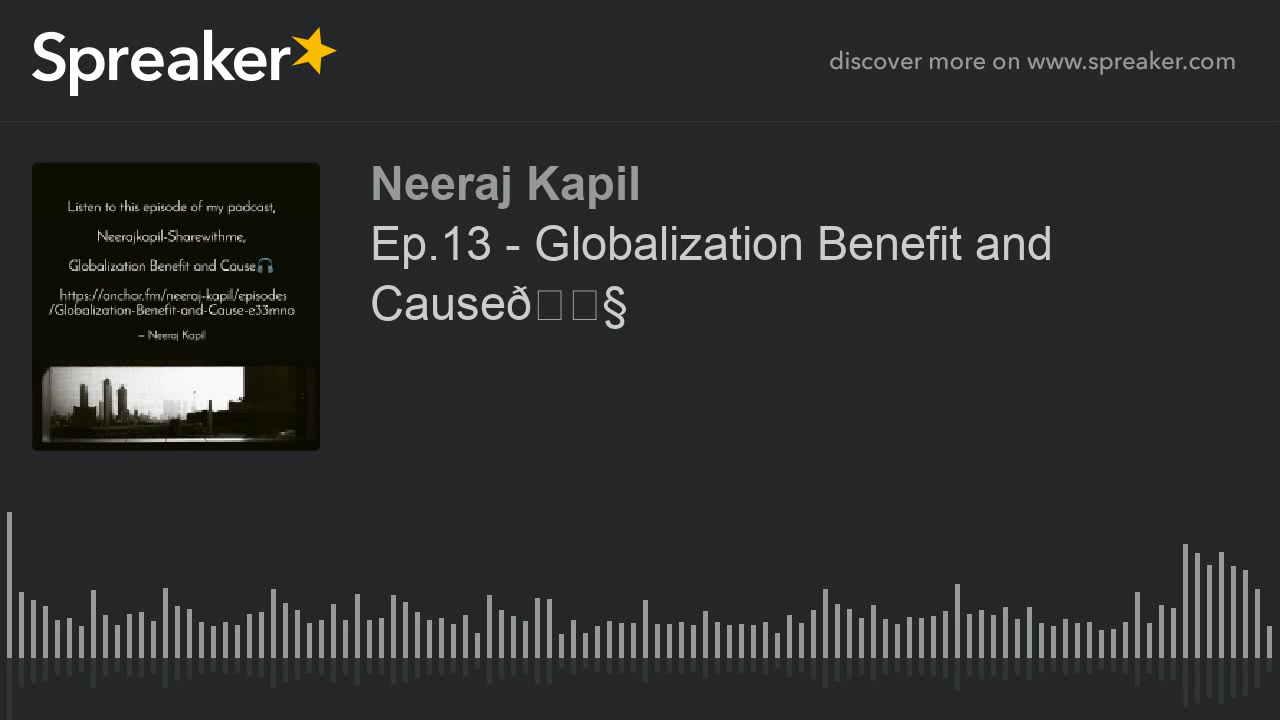 Spreaker
discover more on www.spreaker.com
Neeraj Kapil
Ep.13 - Globalization Benefit and
Causeð□□§
Listen to this episode of my podcast,
Neerajkapil-Sharewithme,
Globalization Benefit and Cause🎧
https://anchor.fm/neeraj-kapil/episodes
/Globalization-Benefit-and-Cause-e33mna
— Neeraj Kapil